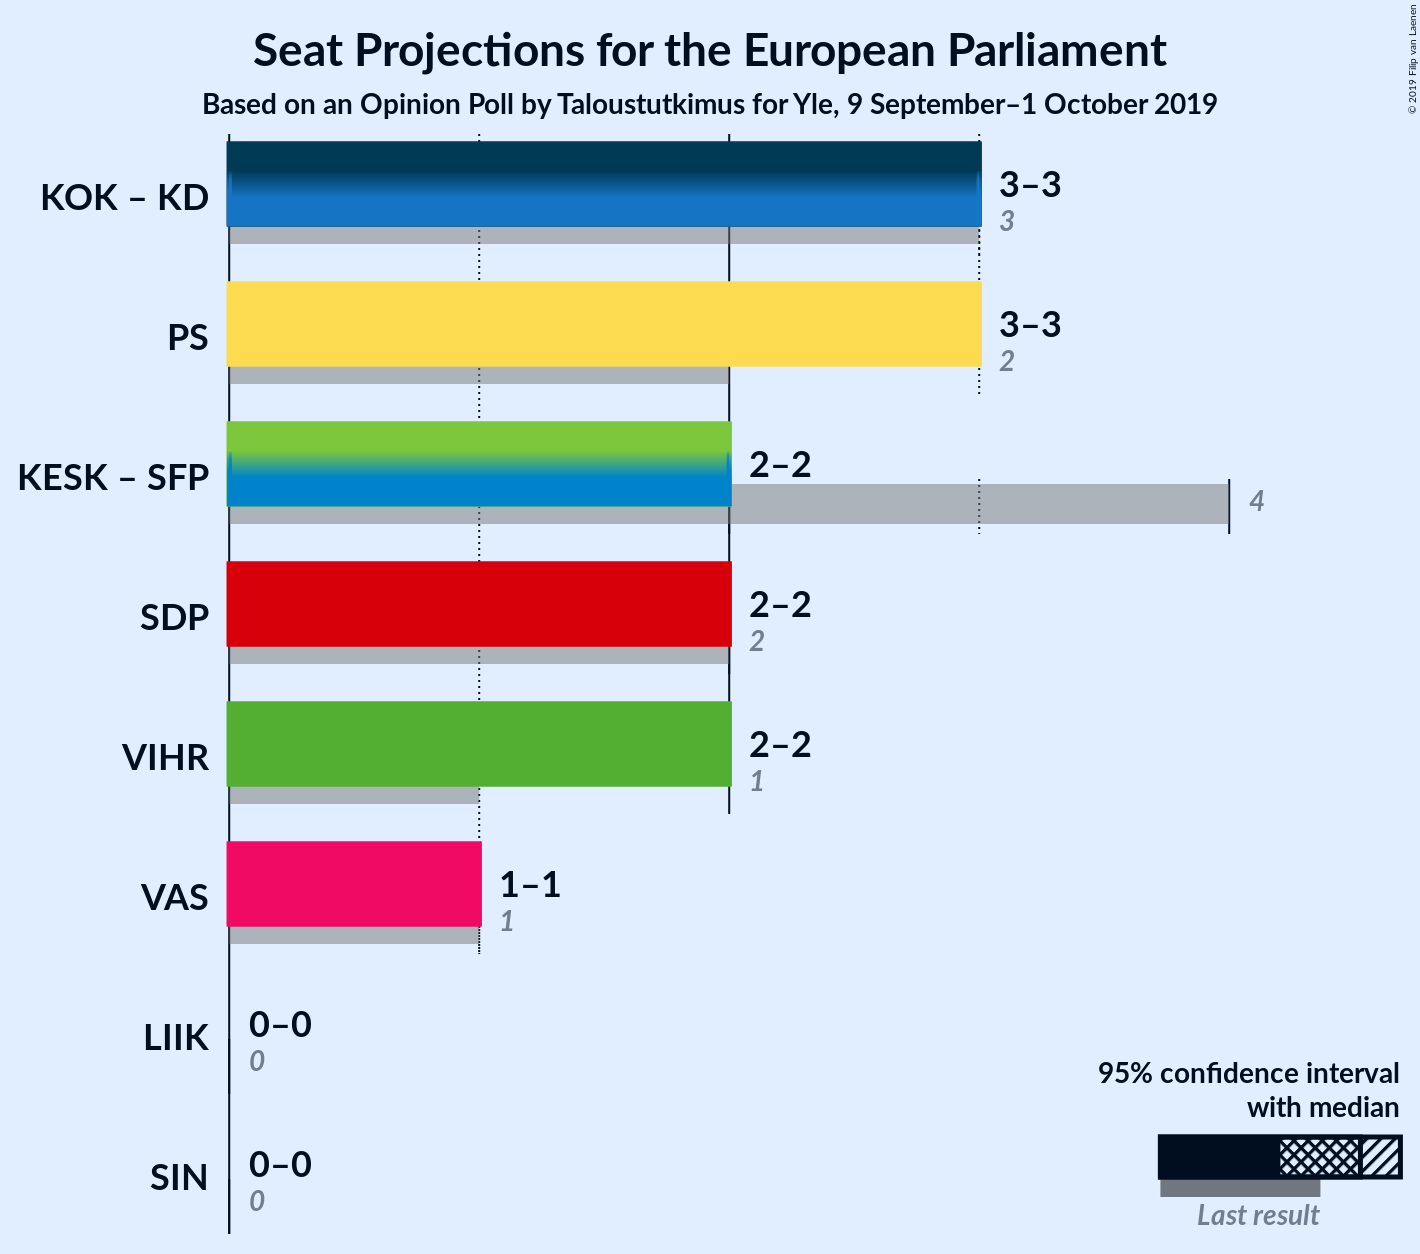 Seat Projections for the European Parliament
Based on an Opinion Poll by Taloustutkimus for Yle, 9 September–1 October 2019
© 2019 Filip van Laenen
KOK – KD
3–3
3
PS
3–3
2
KESK – SFP
2–2
4
SDP
2–2
2
VIHR
2–2
1
VAS
1–1
1
LIIK
0–0
0
SIN
0–0
0
95% confidence interval
with median
Last result